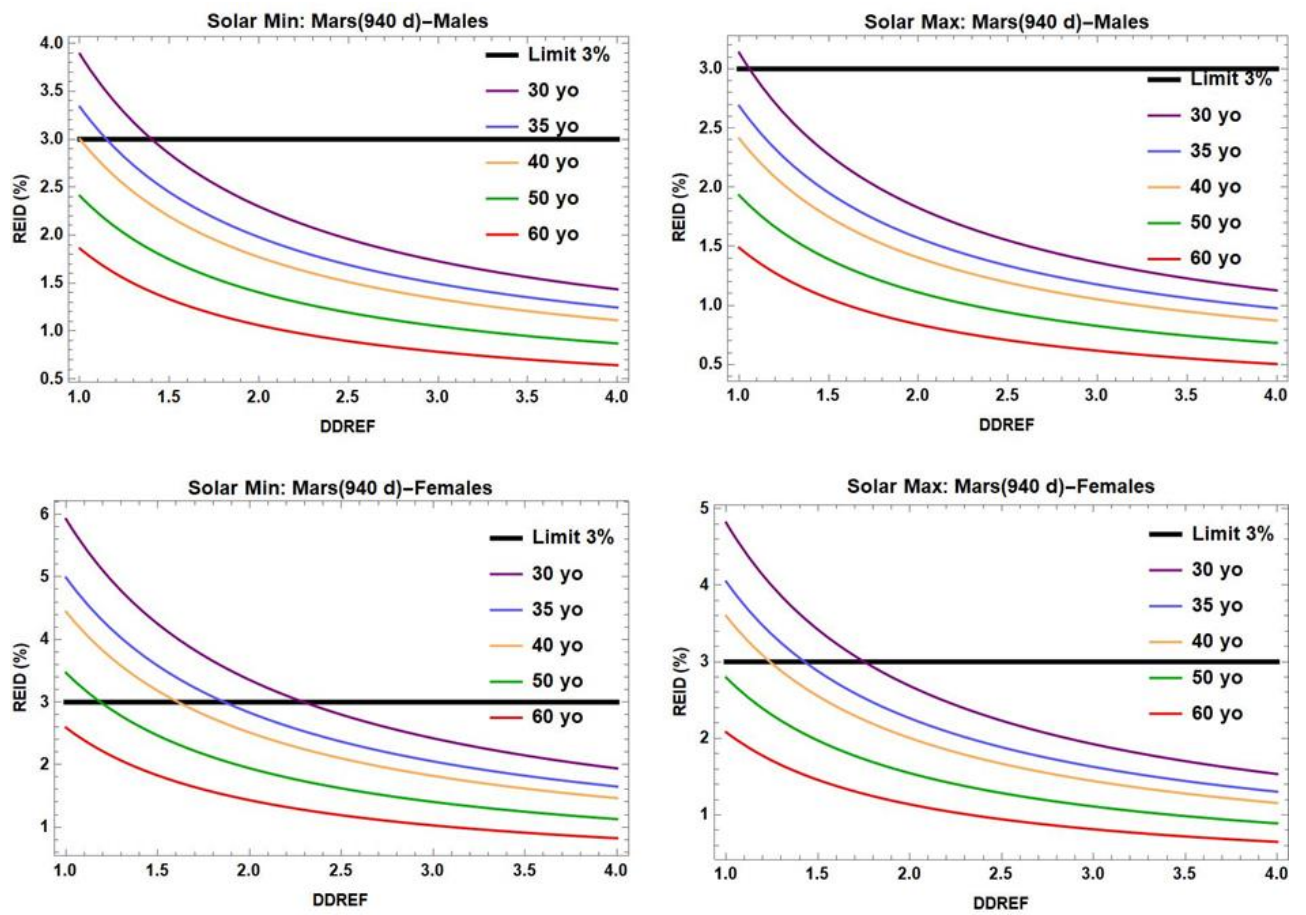 Solar Min: Mars(940 d)–Males
REID (%)
4.0
3.5
3.0
2.5
2.0
1.5
1.0
0.5
Limit 3%
30 yo
35 yo
40 yo
50 yo
60 yo
1.0 1.5 2.0 2.5 3.0 3.5 4.0
DDREF
Solar Max: Mars(940 d)–Males
REID (%)
3.0
2.5
2.0
1.5
1.0
0.5
Limit 3%
30 yo
35 yo
40 yo
50 yo
60 yo
1.0 1.5 2.0 2.5 3.0 3.5 4.0
DDREF
Solar Min: Mars(940 d)–Females
REID (%)
6
5
4
3
2
1
Limit 3%
30 yo
35 yo
40 yo
50 yo
60 yo
1.0 1.5 2.0 2.5 3.0 3.5 4.0
DDREF
Solar Max: Mars(940 d)–Females
REID (%)
5
4
3
2
1
Limit 3%
30 yo
35 yo
40 yo
50 yo
60 yo
1.0 1.5 2.0 2.5 3.0 3.5 4.0
DDREF